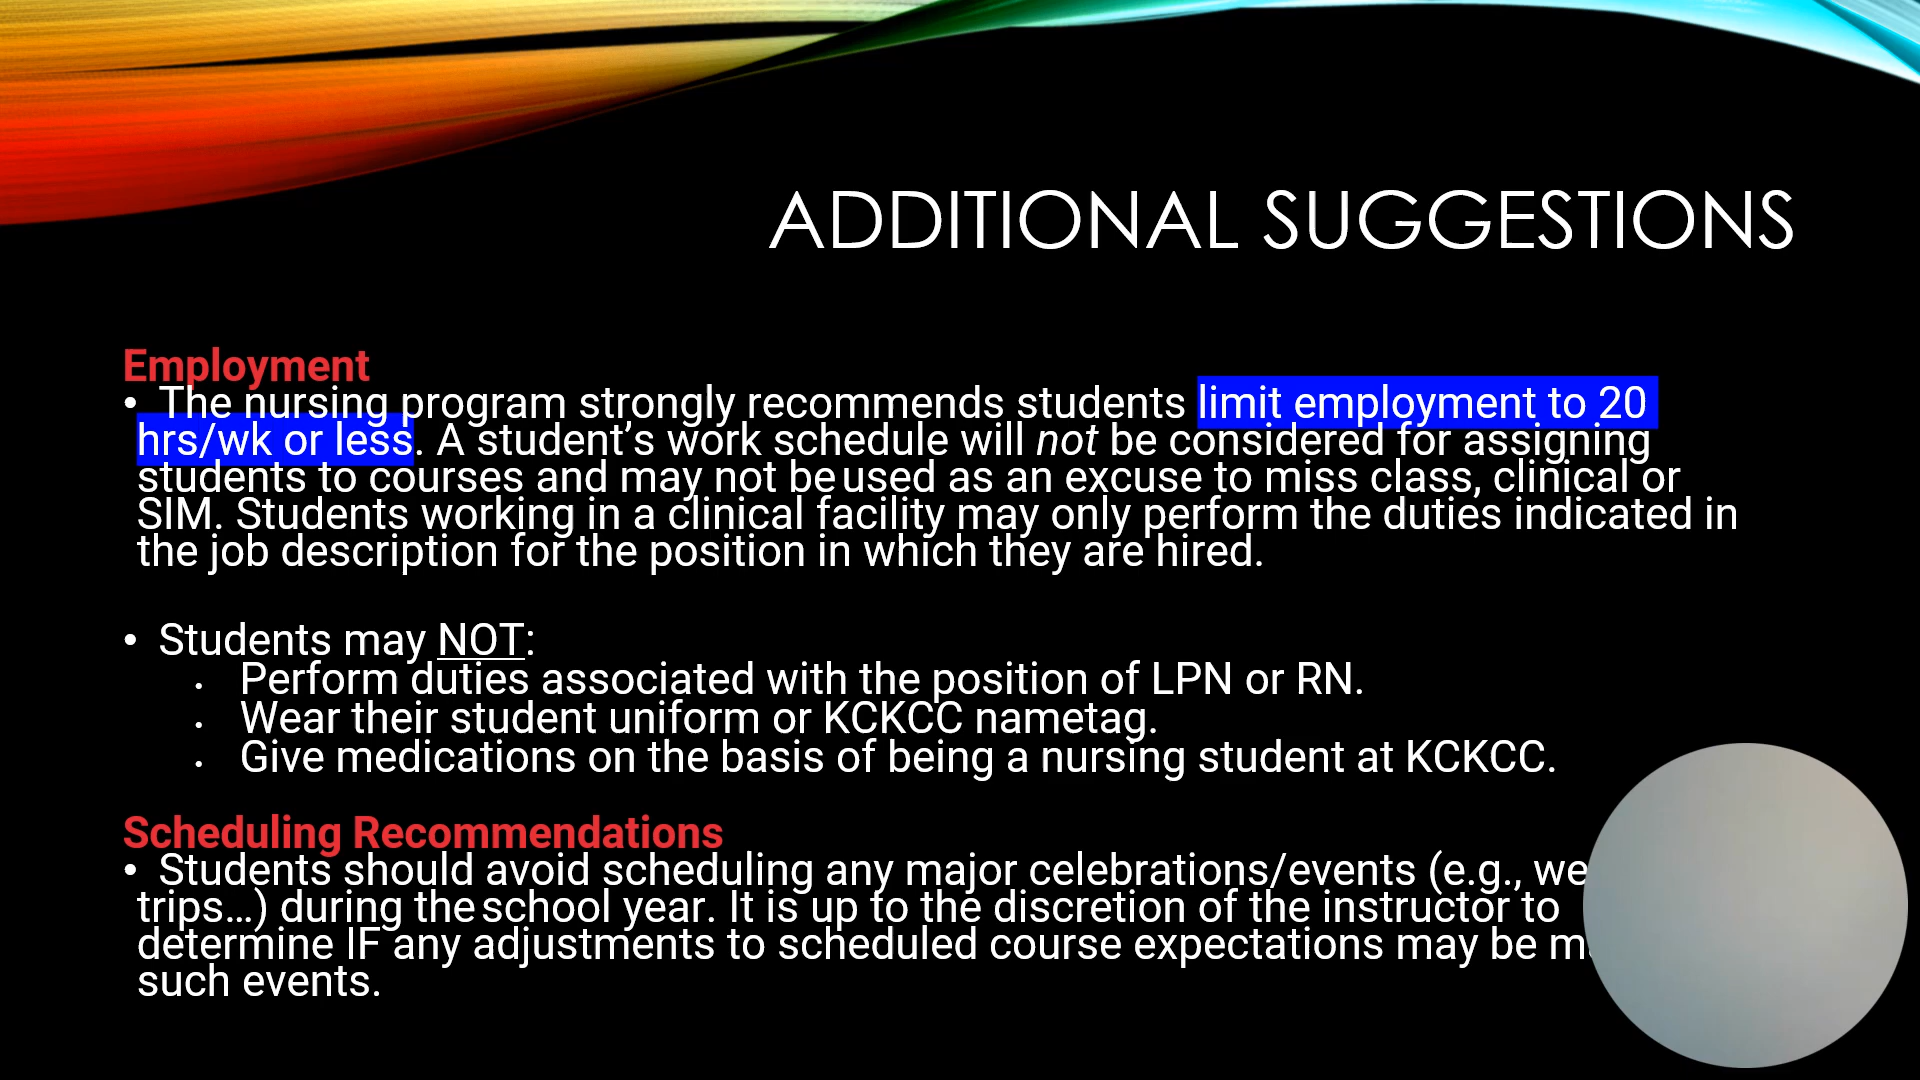 ADDITIONAL SUGGESTIONS
Employment
• The nursing program strongly recommends students limit employment to 20
hrs/wk or less. A student’s work schedule will not be considered for assigning
students to courses and may not be used as an excuse to miss class, clinical or
SIM. Students working in a clinical facility may only perform the duties indicated in
the job description for the position in which they are hired.
• Students may NOT:
• Perform duties associated with the position of LPN or RN.
• Wear their student uniform or KCKCC nametag.
• Give medications on the basis of being a nursing student at KCKCC.
Scheduling Recommendations
• Students should avoid scheduling any major celebrations/events (e.g.,
trips…) during the school year. It is up to the discretion of the instructor to
determine IF any adjustments to scheduled course expectations may be
such events.